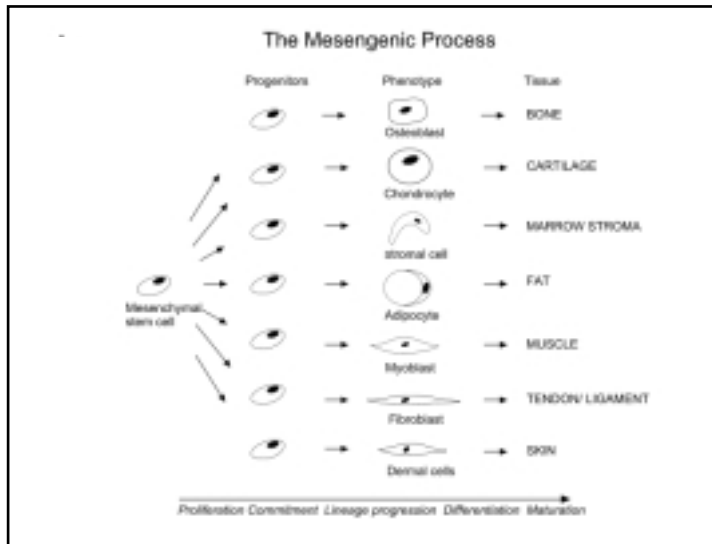 The Mesengenic Process
Progenitors Phenotype Tissue
BONE
Osteoblast
CARTILAGE
Chondrocyte
MARROW STROMA
stromal cell
FAT
Mesenchymal
stem cell
Adipocyte
MUSCLE
Myoblast
TENDON/ LIGAMENT
Fibroblast
SKIN
Dermal cells
Proliferation Commitment Lineage progression Differentiation Maturation